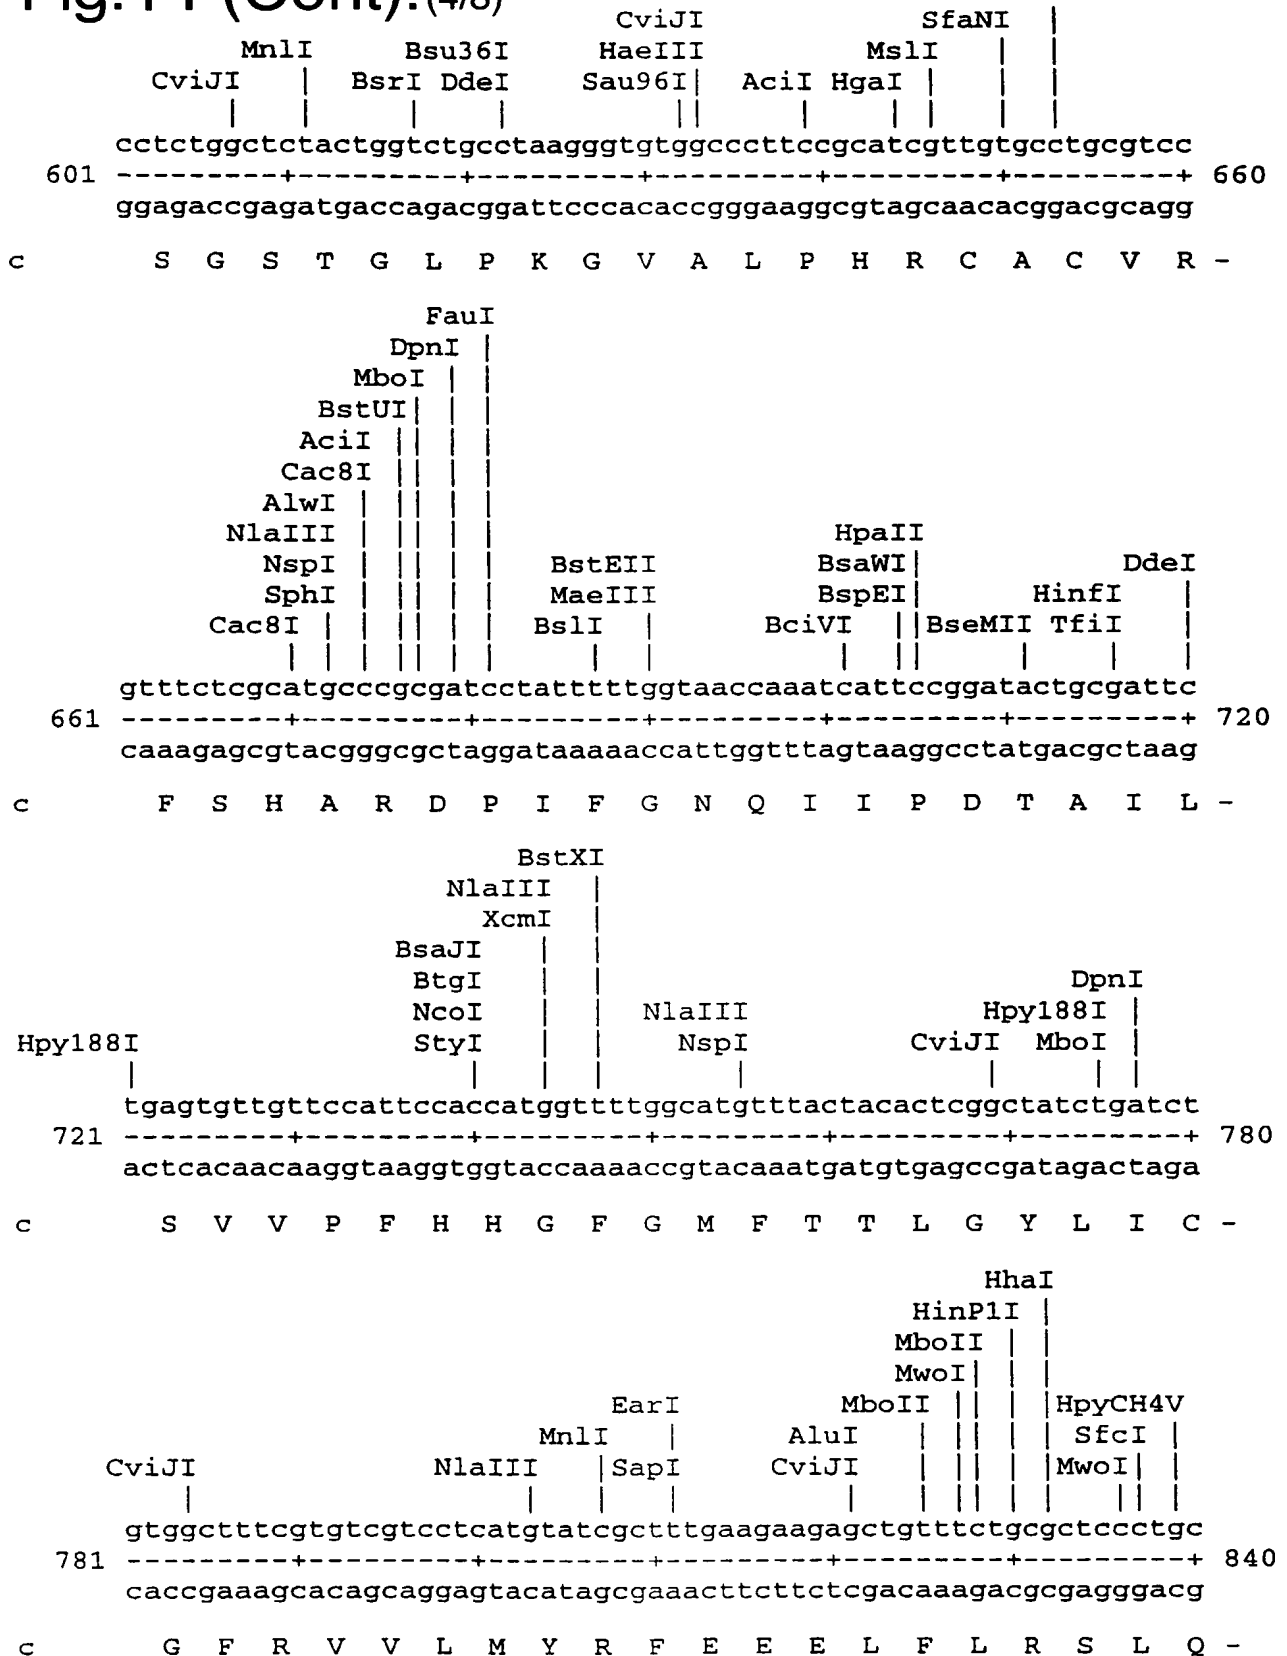 Fig.11 (Cont). (4/8)
CviJI SfaNI
MnlI Bsu36I HaeIII MslI
CviJI BsrI DdeI Sau96I AciI HgaI
cctctggctctactggtctgcctaagggtgtggcccttccgcatcgttgtgcctgcgtcc
601 ---------+---------+---------+---------+---------+---------+ 660
ggagaccgagatgaccagacggattcccacaccgggaaggcgtagcaacacggacgcagg
c S G S T G L P K G V A L P H R C A C V R -
FauI
DpnI
MboI
BstUI
AciI
Cac8I
AlwI
NlaIII HpaII
NspI BstEII BsaWI DdeI
SphI MaeIII BspEI HinfI
Cac8I BslI BciVI BseMII TfiI
gtttctcgcatgcccgcgatcctatttttggtaaccaaatcattccggatactgcgattc
661 ---------+---------+---------+---------+---------+---------+ 720
caaagagcgtacgggcgctaggataaaaaccattggtttagtaaggcctatgacgctaag
c F S H A R D P I F G N Q I I P D T A I L -
BstXI
NlaIII
XcmI
BsaJI
BtgI DpnI
NcoI NlaIII Hpy188I
Hpy188I StyI NspI CviJI MboI
tgagtgttgttccattccaccatggttttggcatgtttactacactcggctatctgatct
721 ---------+---------+---------+---------+---------+---------+ 780
actcacaacaaggtaaggtggtaccaaaaccgtacaaatgatgtgagccgatagactaga
c S V V P F H H G F G M F T T L G Y L I C -
HhaI
HinP1I
MboII
MwoI
EarI MboII HpyCH4V
MnlI AluI SfcI
CviJI NlaIII SapI CviJI MwoI
gtggctttcgtgtcgtcctcatgtatcgctttgaagaagagctgtttctgcgctccctgc
781 ---------+---------+---------+---------+---------+---------+ 840
caccgaaagcacagcaggagtacatagcgaaacttcttctcgacaaagacgcgagggacg
c G F R V V L M Y R F E E E L F L R S L Q -